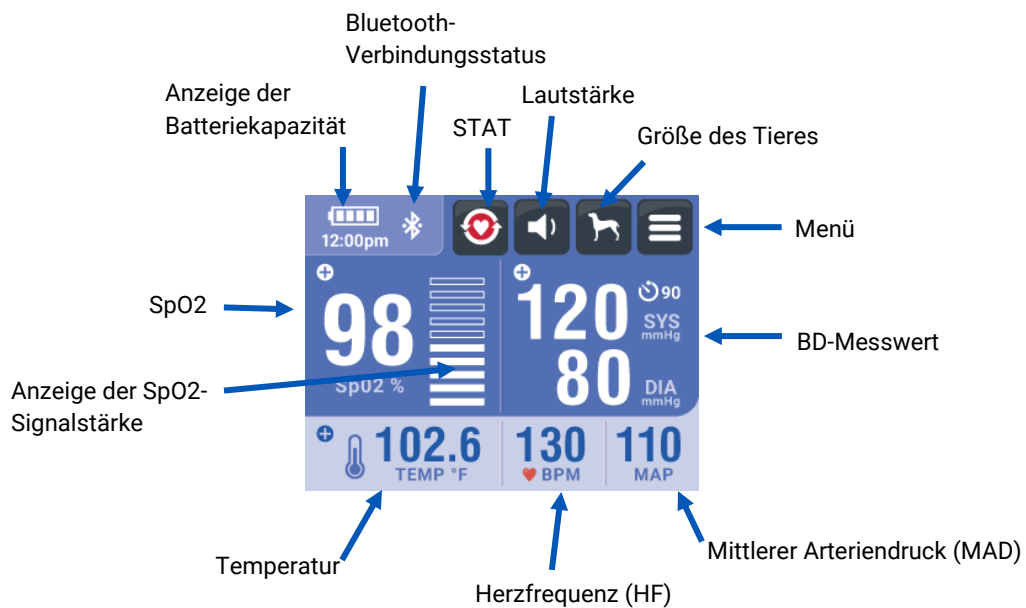 Bluetooth-
Verbindungsstatus
Anzeige der
Batteriekapazität
Lautstärke
STAT
Größe des Tieres
12:00pm
Menü
SpO2
98
SpO2 %
120
90
SYS
mmHg
80
DIA
mmHg
BD-Messwert
Anzeige der SpO2-
Signalstärke
102.6
TEMP °F
130
BPM
110
MAP
Temperatur
Mittlerer Arteriendruck (MAD)
Herzfrequenz (HF)